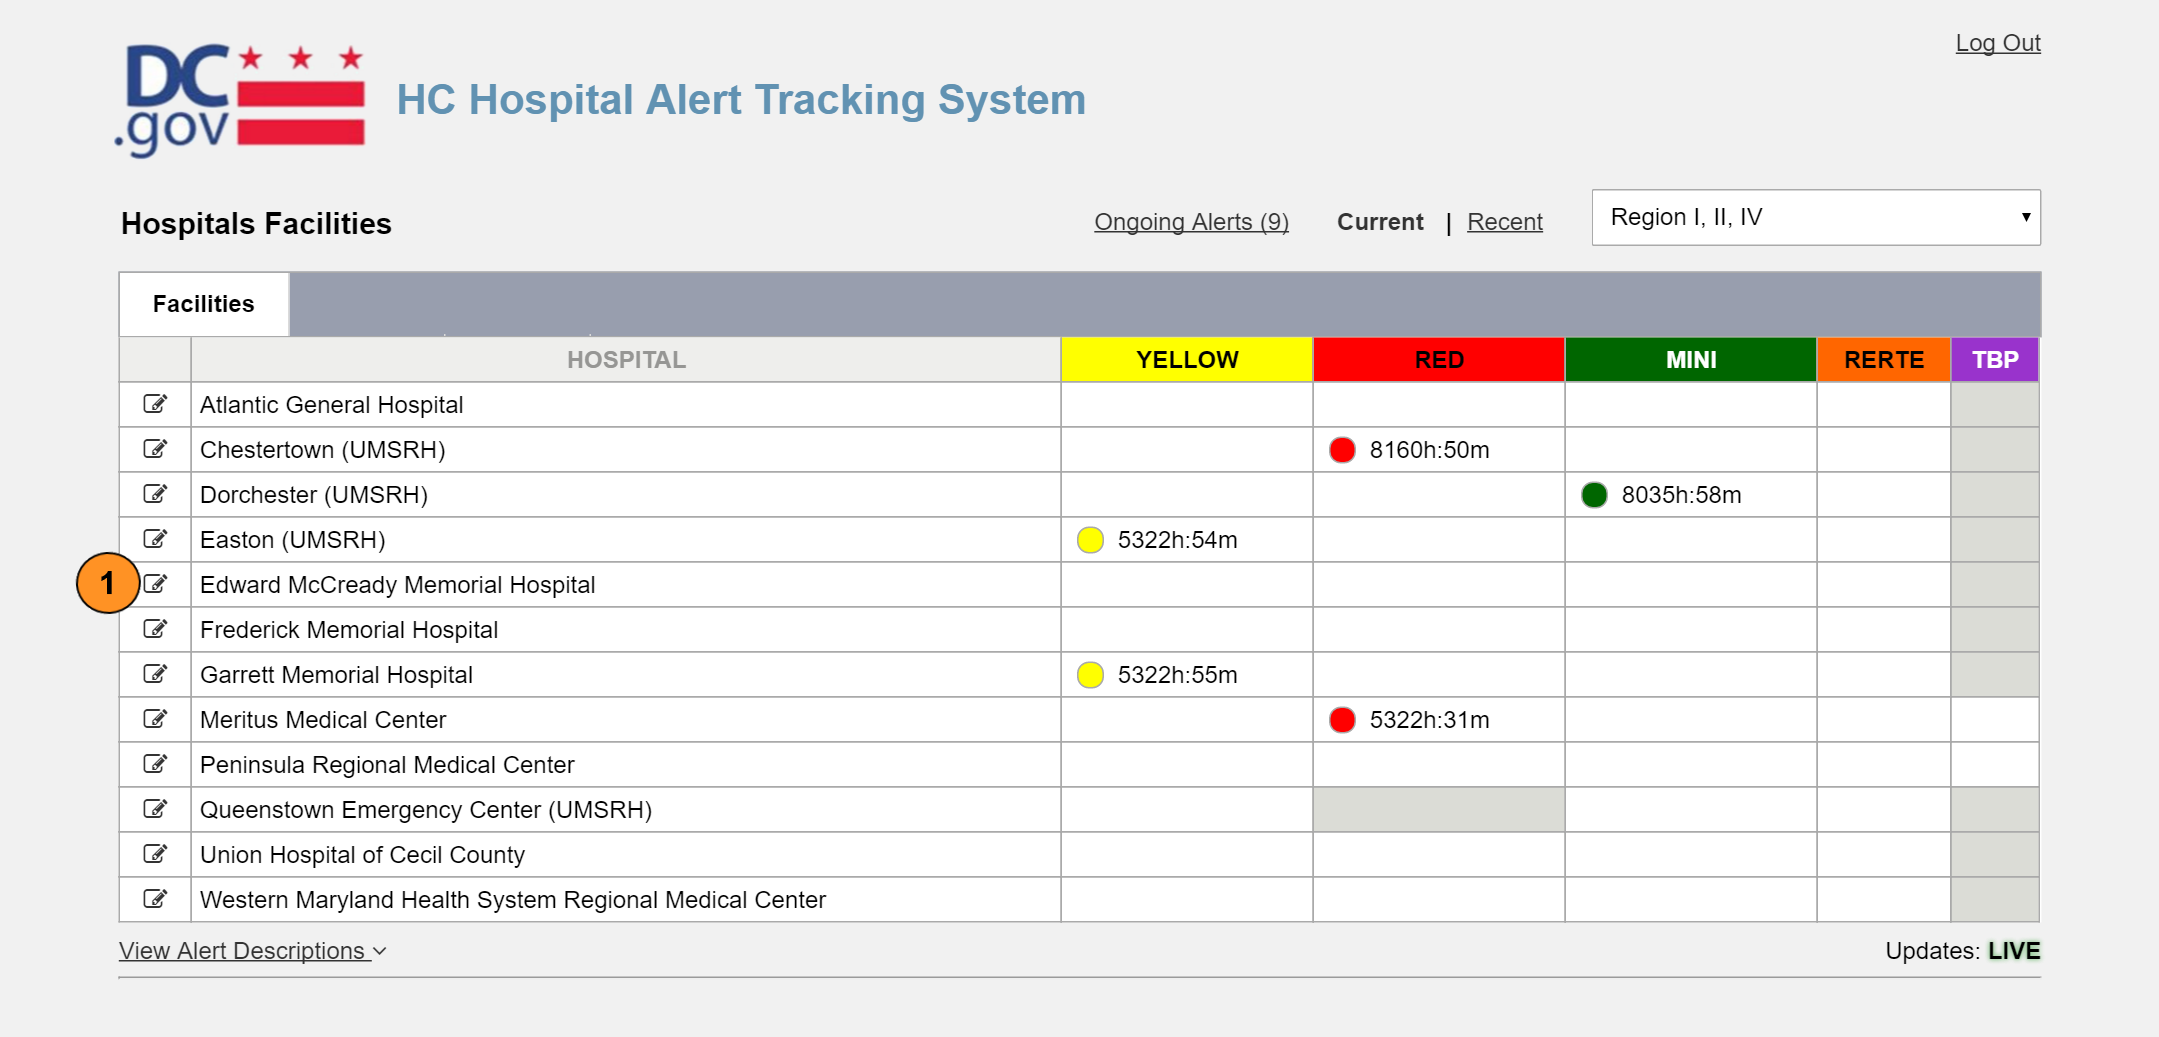 Log Out
DC
.gov
HC Hospital Alert Tracking System
Hospitals Facilities
Ongoing Alerts (9) Current | Recent Region I, II, IV
Facilities
HOSPITAL YELLOW RED MINI RERTE TBP
Atlantic General Hospital
Chestertown (UMSRH) 8160h:50m
Dorchester (UMSRH) 8035h:58m
Easton (UMSRH) 5322h:54m
1 Edward McCready Memorial Hospital
Frederick Memorial Hospital
Garrett Memorial Hospital 5322h:55m
Meritus Medical Center 5322h:31m
Peninsula Regional Medical Center
Queenstown Emergency Center (UMSRH)
Union Hospital of Cecil County
Western Maryland Health System Regional Medical Center
View Alert Descriptions Updates: LIVE